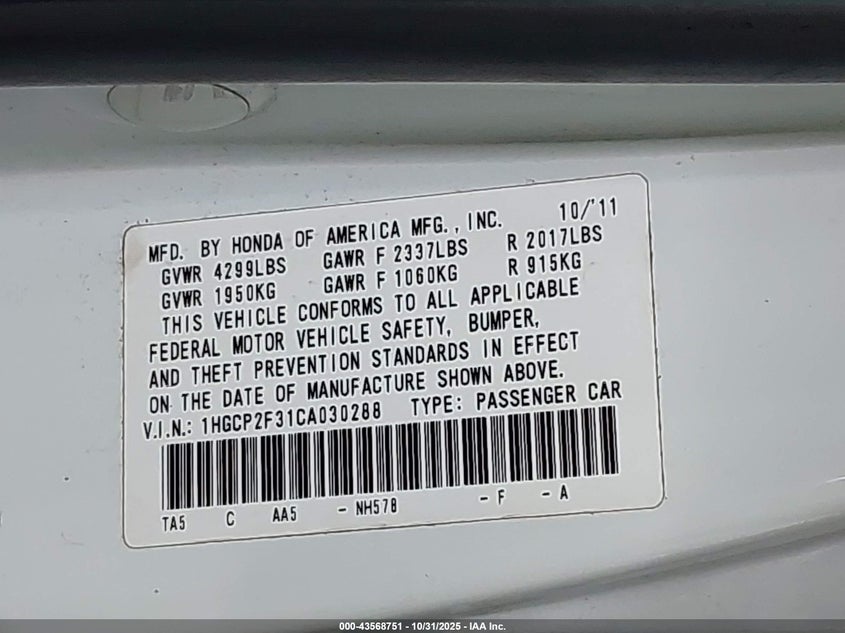 MFD. BY HONDA OF AMERICA MFG., INC. 10/'11
GVWR 4299LBS GAWR F 2337LBS R 2017LBS
GVWR 1950KG GAWR F 1060KG R 915KG
THIS VEHICLE CONFORMS TO ALL APPLICABLE
FEDERAL MOTOR VEHICLE SAFETY, BUMPER,
AND THEFT PREVENTION STANDARDS IN EFFECT
ON THE DATE OF MANUFACTURE SHOWN ABOVE.
V.I.N.: 1HGCP2F31CA030288 TYPE: PASSENGER CAR
TA5 C AA5 - NH578 - F - A
000-43568751 - 10/31/2025 - IAA Inc.